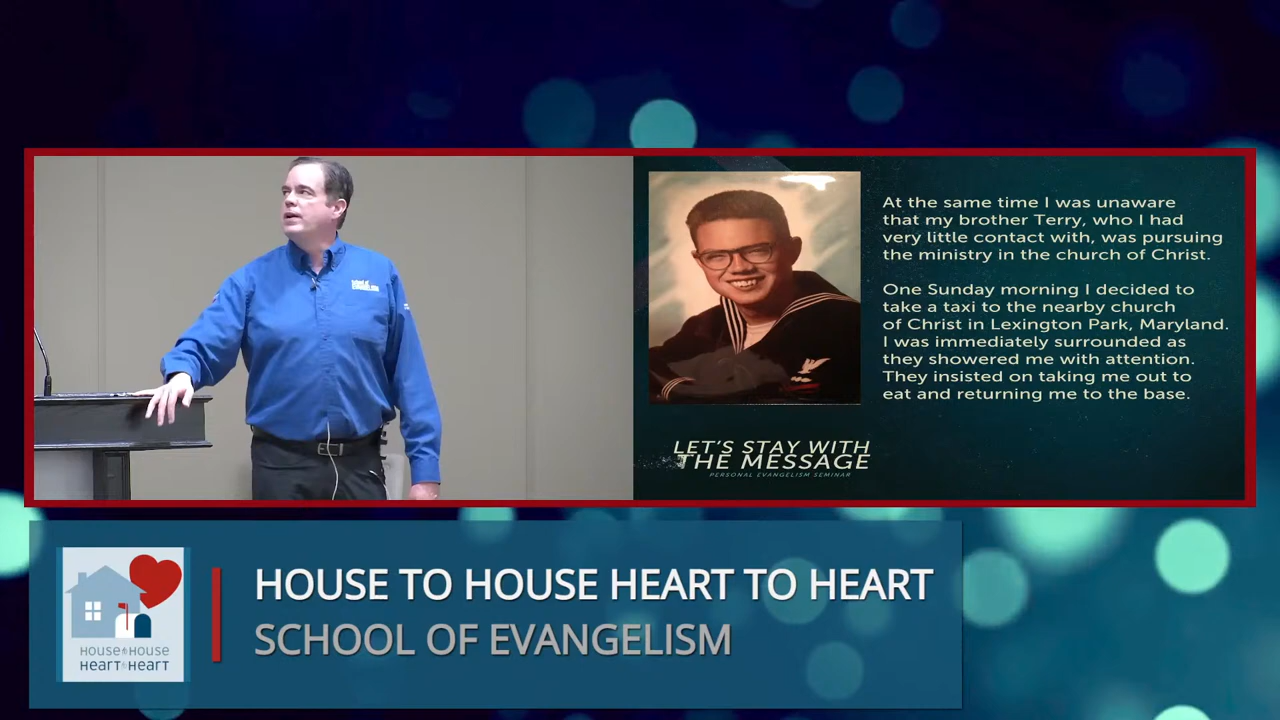 At the same time I was unaware
that my brother Terry, who I had
very little contact with, was pursuing
the ministry in the church of Christ.
One Sunday morning I decided to
take a taxi to the nearby church
of Christ in Lexington Park, Maryland.
I was immediately surrounded as
they showered me with attention.
They insisted on taking me out to
eat and returning me to the base.
LET'S STAY WITH
THE MESSAGE
PERSONAL EVANGELISM SEMINAR
HOUSE TO HOUSE HEART TO HEART
SCHOOL OF EVANGELISM
HOUSE TO HOUSE
HEART TO HEART